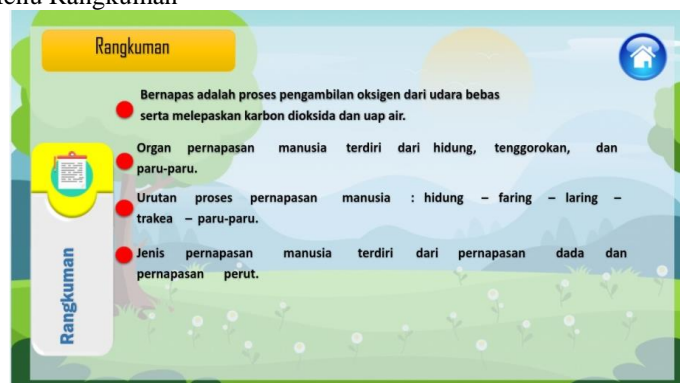 Menu Rangkuman
Rangkuman
Bernapas adalah proses pengambilan oksigen dari udara bebas
serta melepaskan karbon dioksida dan uap air.
Organ pernapasan manusia terdiri dari hidung, tenggorokan, dan
paru-paru.
Urutan proses pernapasan manusia : hidung – faring – laring –
trakea – paru-paru.
Jenis pernapasan manusia terdiri dari pernapasan dada dan
pernapasan perut.
Rangkuman